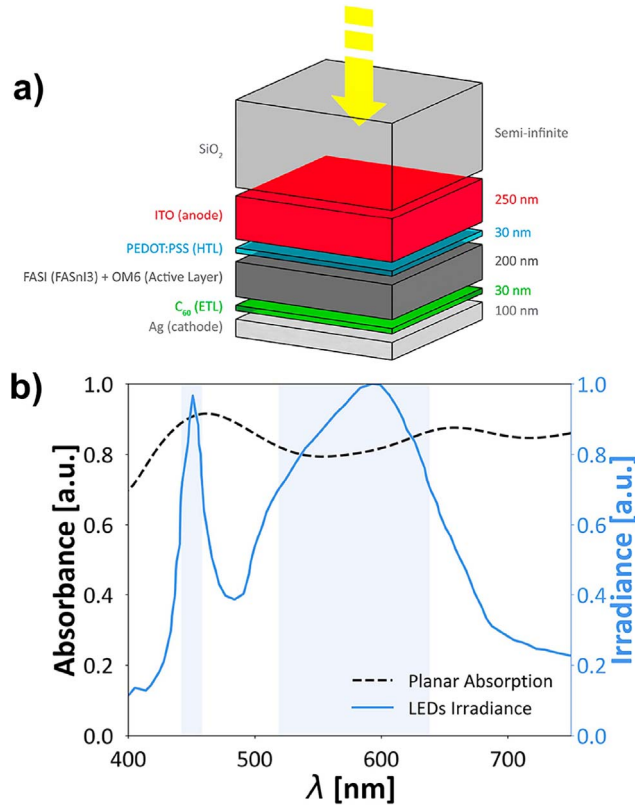 a)
SiO2
Semi-infinite
ITO (anode)
250 nm
PEDOT:PSS (HTL)
30 nm
FASI (FASnI3) + OM6 (Active Layer)
200 nm
C60 (ETL)
30 nm
Ag (cathode)
100 nm
b)
Absorbance [a.u.]
1.0
0.8
0.6
0.4
0.2
0.0
Planar Absorption
LEDs Irradiance
1.0
0.8
0.6
0.4
0.2
0.0
Irradiance [a.u.]
400
500
600
700
λ [nm]